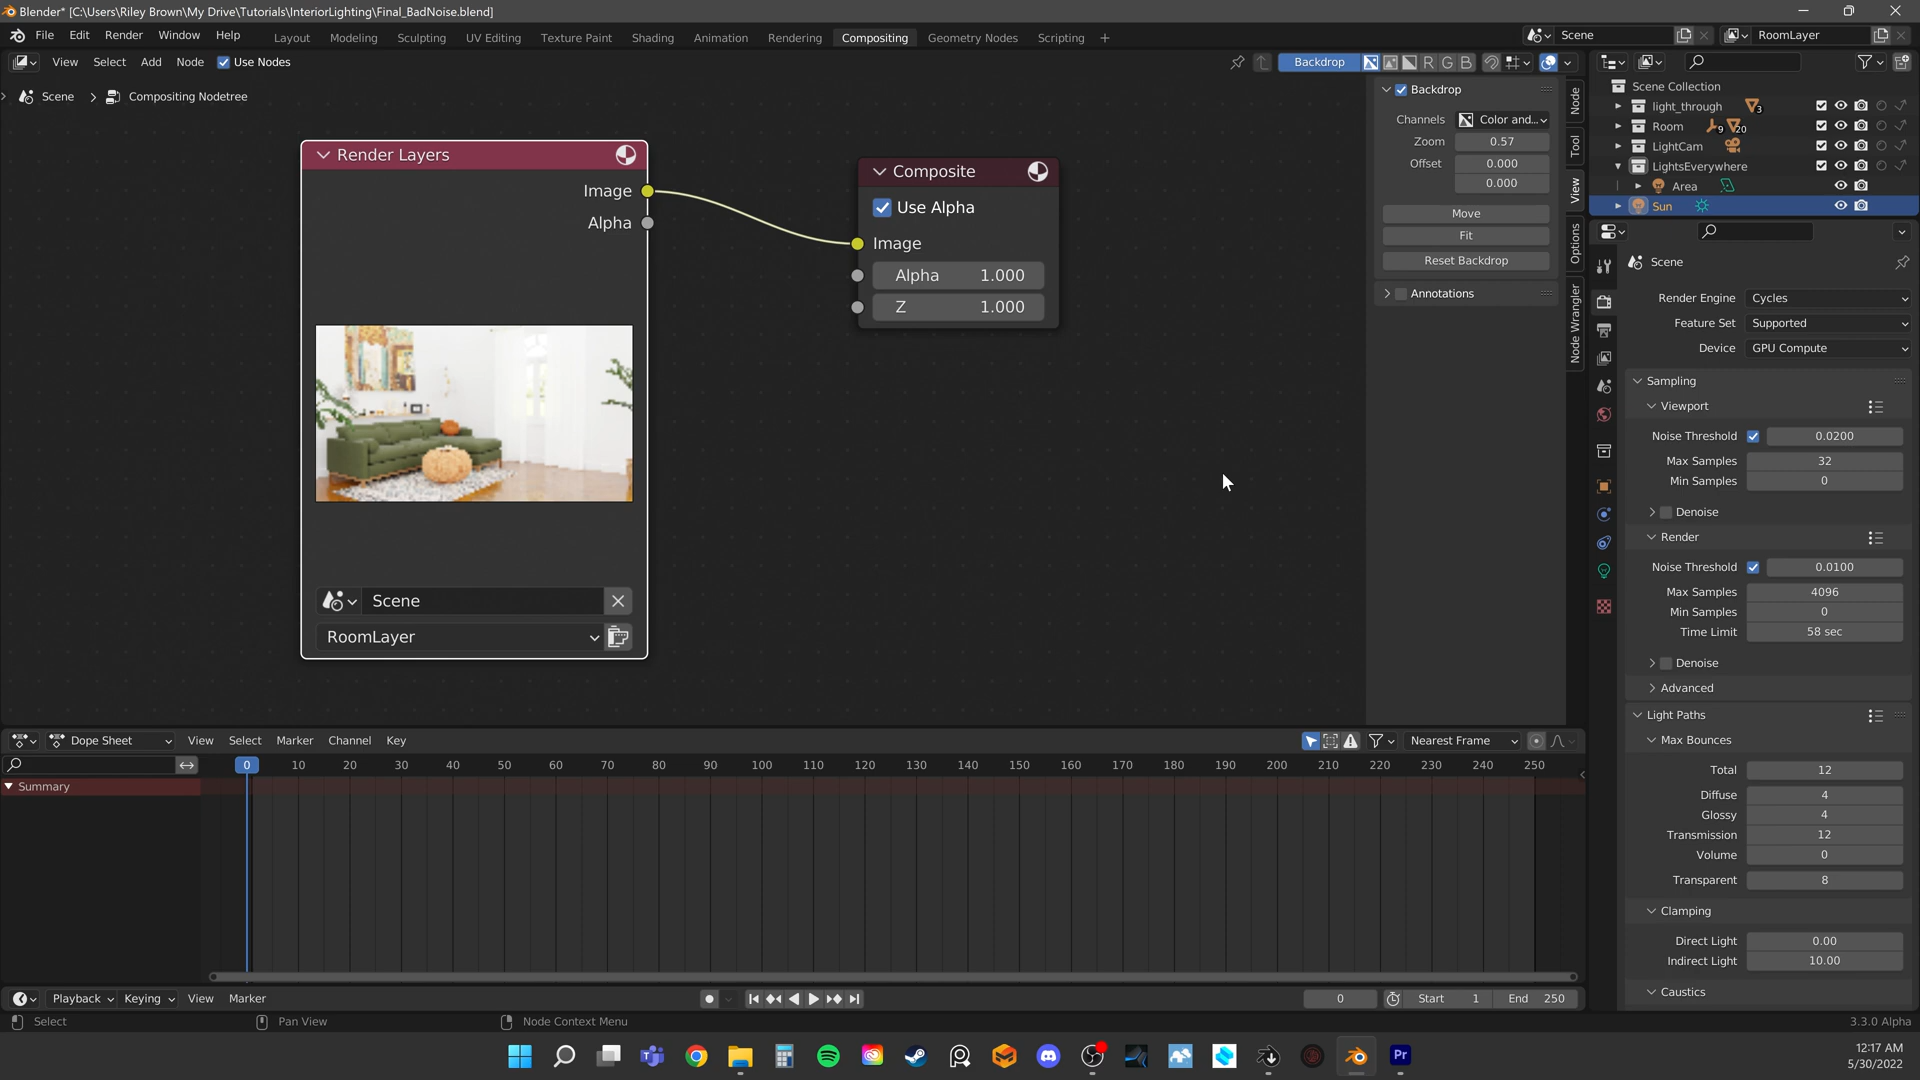 Blender* [C:\Users\Riley Brown\My Drive\Tutorials\InteriorLighting\Final_BadNoise.blend]
File Edit Render Window Help Layout Modeling Sculpting UV Editing Texture Paint Shading Animation Rendering Compositing Geometry Nodes Scripting + Scene RoomLayer
View Select Add Node Use Nodes Backdrop R G B
Scene > Compositing Nodetree
Render Layers
Image
Alpha
Scene
RoomLayer
Composite
Use Alpha
Image
Alpha 1.000
Z 1.000
Backdrop
Channels Color and...
Zoom 0.57
Offset 0.000
0.000
Move
Fit
Reset Backdrop
Annotations
Node
Tool
View
Options
Node Wrangler
Scene Collection
light_through 3
Room 9 20
LightCam
LightsEverywhere
Area
Sun
Scene
Render Engine Cycles
Feature Set Supported
Device GPU Compute
Sampling
Viewport
Noise Threshold 0.0200
Max Samples 32
Min Samples 0
Denoise
Render
Noise Threshold 0.0100
Max Samples 4096
Min Samples 0
Time Limit 58 sec
Denoise
Advanced
Light Paths
Max Bounces
Total 12
Diffuse 4
Glossy 4
Transmission 12
Volume 0
Transparent 8
Clamping
Direct Light 0.00
Indirect Light 10.00
Caustics
Dope Sheet View Select Marker Channel Key Nearest Frame
0 10 20 30 40 50 60 70 80 90 100 110 120 130 140 150 160 170 180 190 200 210 220 230 240 250
Summary
Playback Keying View Marker 0 Start 1 End 250
Select Pan View Node Context Menu 3.3.0 Alpha
Pr
12:17 AM
5/30/2022